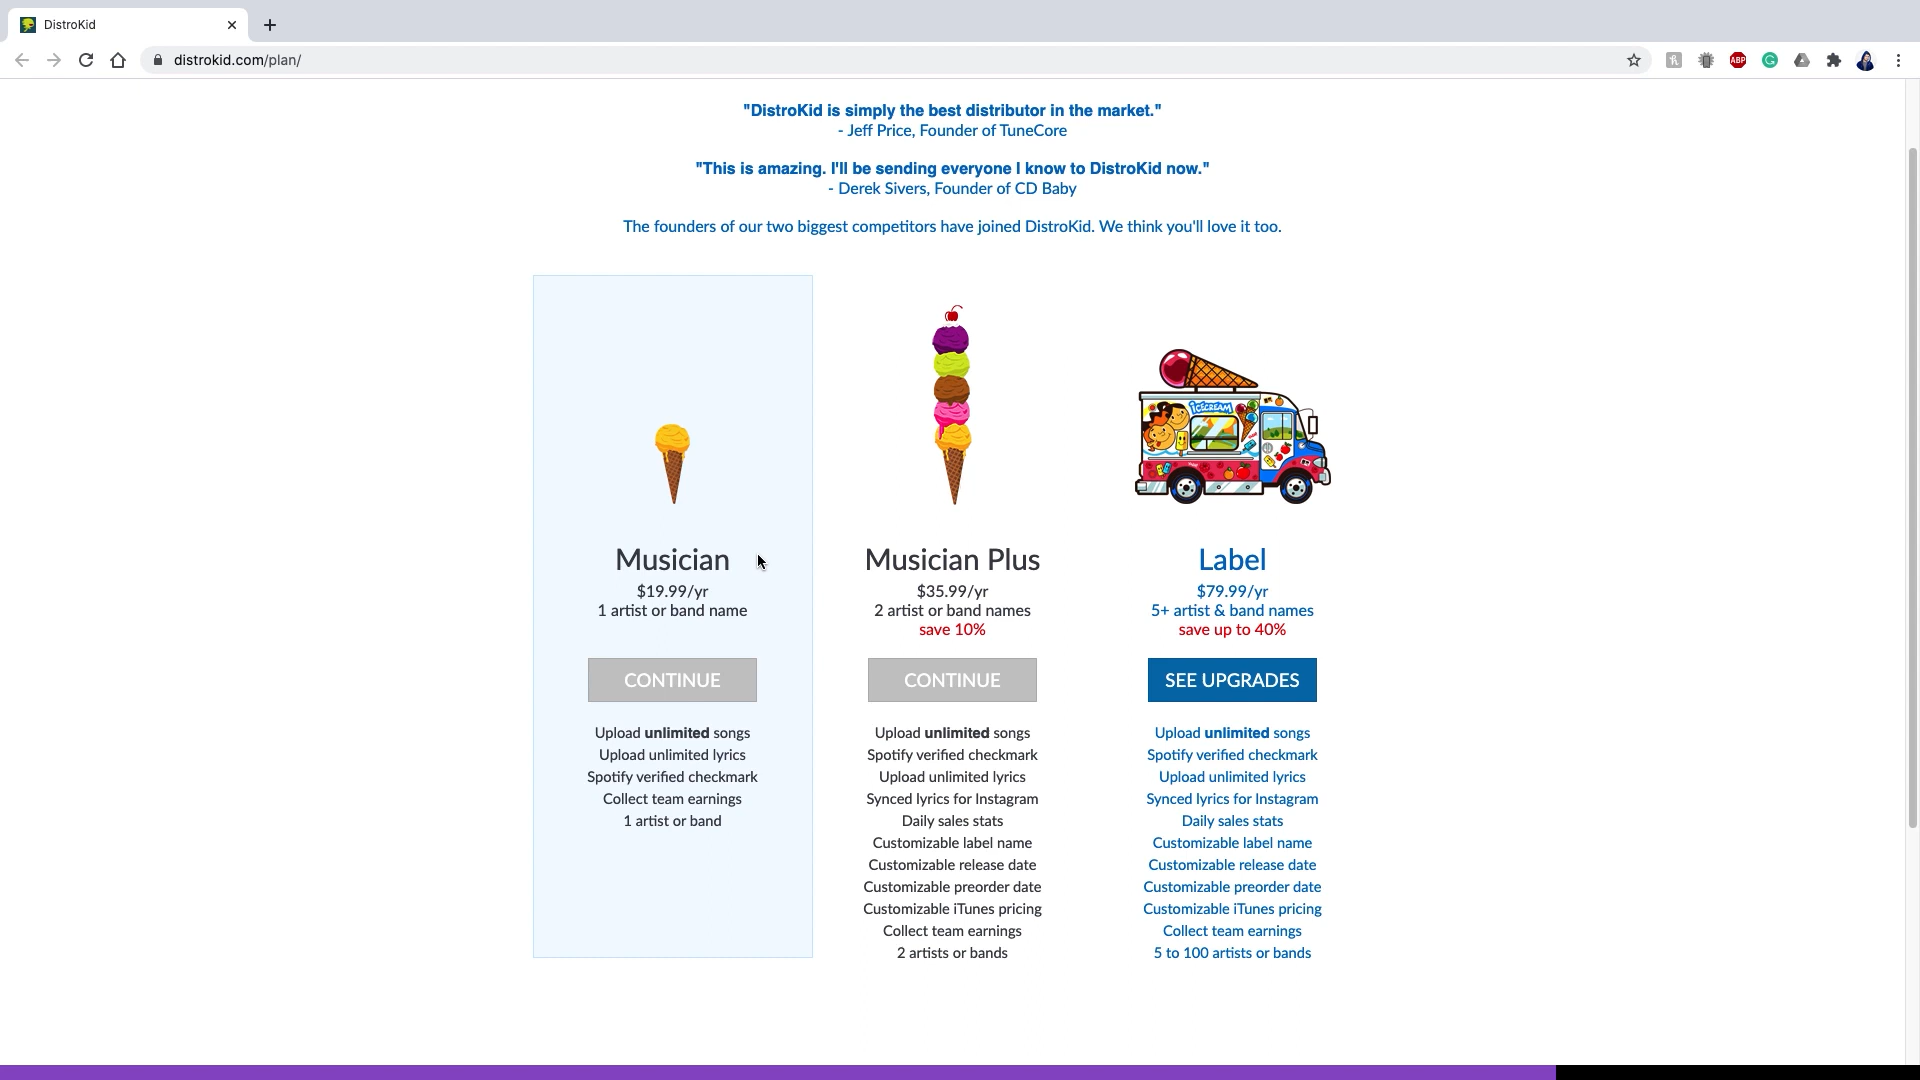 DistroKid
distrokid.com/plan/
ABP
"DistroKid is simply the best distributor in the market."
- Jeff Price, Founder of TuneCore
"This is amazing. I'll be sending everyone I know to DistroKid now."
- Derek Sivers, Founder of CD Baby
The founders of our two biggest competitors have joined DistroKid. We think you'll love it too.
ICECREAM
Musician
$19.99/yr
1 artist or band name
CONTINUE
Upload unlimited songs
Upload unlimited lyrics
Spotify verified checkmark
Collect team earnings
1 artist or band
Musician Plus
$35.99/yr
2 artist or band names
save 10%
CONTINUE
Upload unlimited songs
Spotify verified checkmark
Upload unlimited lyrics
Synced lyrics for Instagram
Daily sales stats
Customizable label name
Customizable release date
Customizable preorder date
Customizable iTunes pricing
Collect team earnings
2 artists or bands
Label
$79.99/yr
5+ artist & band names
save up to 40%
SEE UPGRADES
Upload unlimited songs
Spotify verified checkmark
Upload unlimited lyrics
Synced lyrics for Instagram
Daily sales stats
Customizable label name
Customizable release date
Customizable preorder date
Customizable iTunes pricing
Collect team earnings
5 to 100 artists or bands